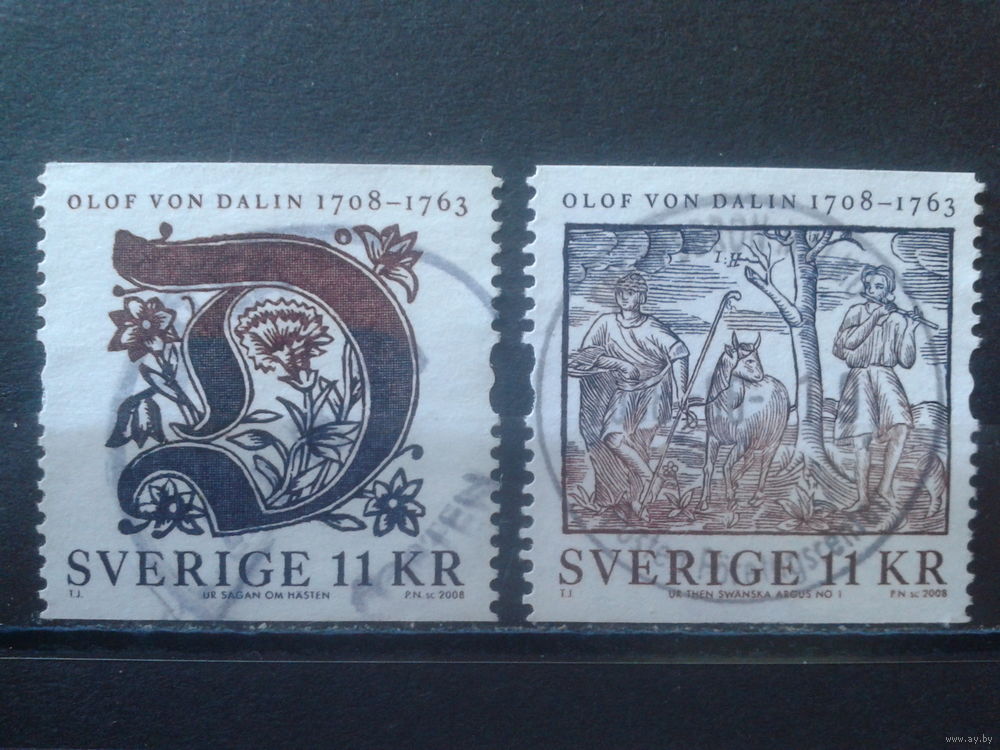 OLOF VON DALIN 1708–1763
SVERIGE 11 KR
T.J. UR SAGAN OM HÄSTEN P.N. SC 2008
OLOF VON DALIN 1708–1763
I:H
SVERIGE 11 KR
T.J. UR THEN SWÄNSKA ARGUS NO 1 P.N. SC 2008
www.ay.by